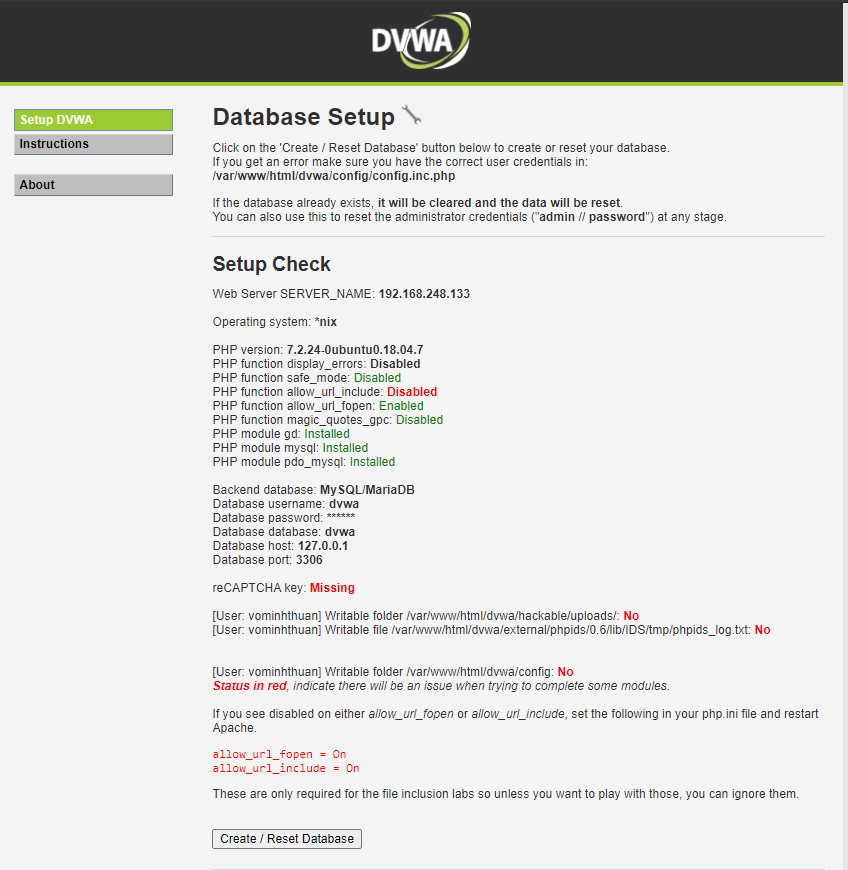 DVWA
Setup DVWA
Instructions
About
Database Setup
Click on the 'Create / Reset Database' button below to create or reset your database.
If you get an error make sure you have the correct user credentials in:
/var/www/html/dvwa/config/config.inc.php
If the database already exists, it will be cleared and the data will be reset.
You can also use this to reset the administrator credentials ("admin // password") at any stage.
Setup Check
Web Server SERVER_NAME: 192.168.248.133
Operating system: *nix
PHP version: 7.2.24-0ubuntu0.18.04.7
PHP function display_errors: Disabled
PHP function safe_mode: Disabled
PHP function allow_url_include: Disabled
PHP function allow_url_fopen: Enabled
PHP function magic_quotes_gpc: Disabled
PHP module gd: Installed
PHP module mysql: Installed
PHP module pdo_mysql: Installed
Backend database: MySQL/MariaDB
Database username: dvwa
Database password: ******
Database database: dvwa
Database host: 127.0.0.1
Database port: 3306
reCAPTCHA key: Missing
[User: vominhthuan] Writable folder /var/www/html/dvwa/hackable/uploads/: No
[User: vominhthuan] Writable file /var/www/html/dvwa/external/phpids/0.6/lib/IDS/tmp/phpids_log.txt: No
[User: vominhthuan] Writable folder /var/www/html/dvwa/config: No
Status in red, indicate there will be an issue when trying to complete some modules.
If you see disabled on either allow_url_fopen or allow_url_include, set the following in your php.ini file and restart
Apache.
allow_url_fopen = On
allow_url_include = On
These are only required for the file inclusion labs so unless you want to play with those, you can ignore them.
Create / Reset Database